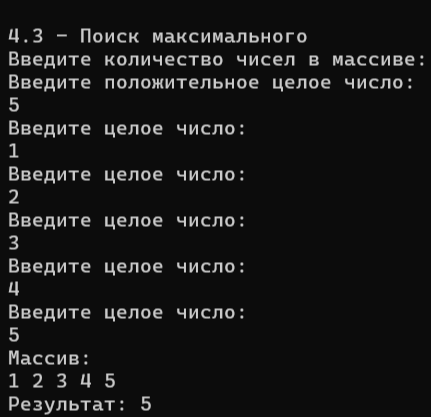 4.3 – Поиск максимального
Введите количество чисел в массиве:
Введите положительное целое число:
5
Введите целое число:
1
Введите целое число:
2
Введите целое число:
3
Введите целое число:
4
Введите целое число:
5
Массив:
1 2 3 4 5
Результат: 5